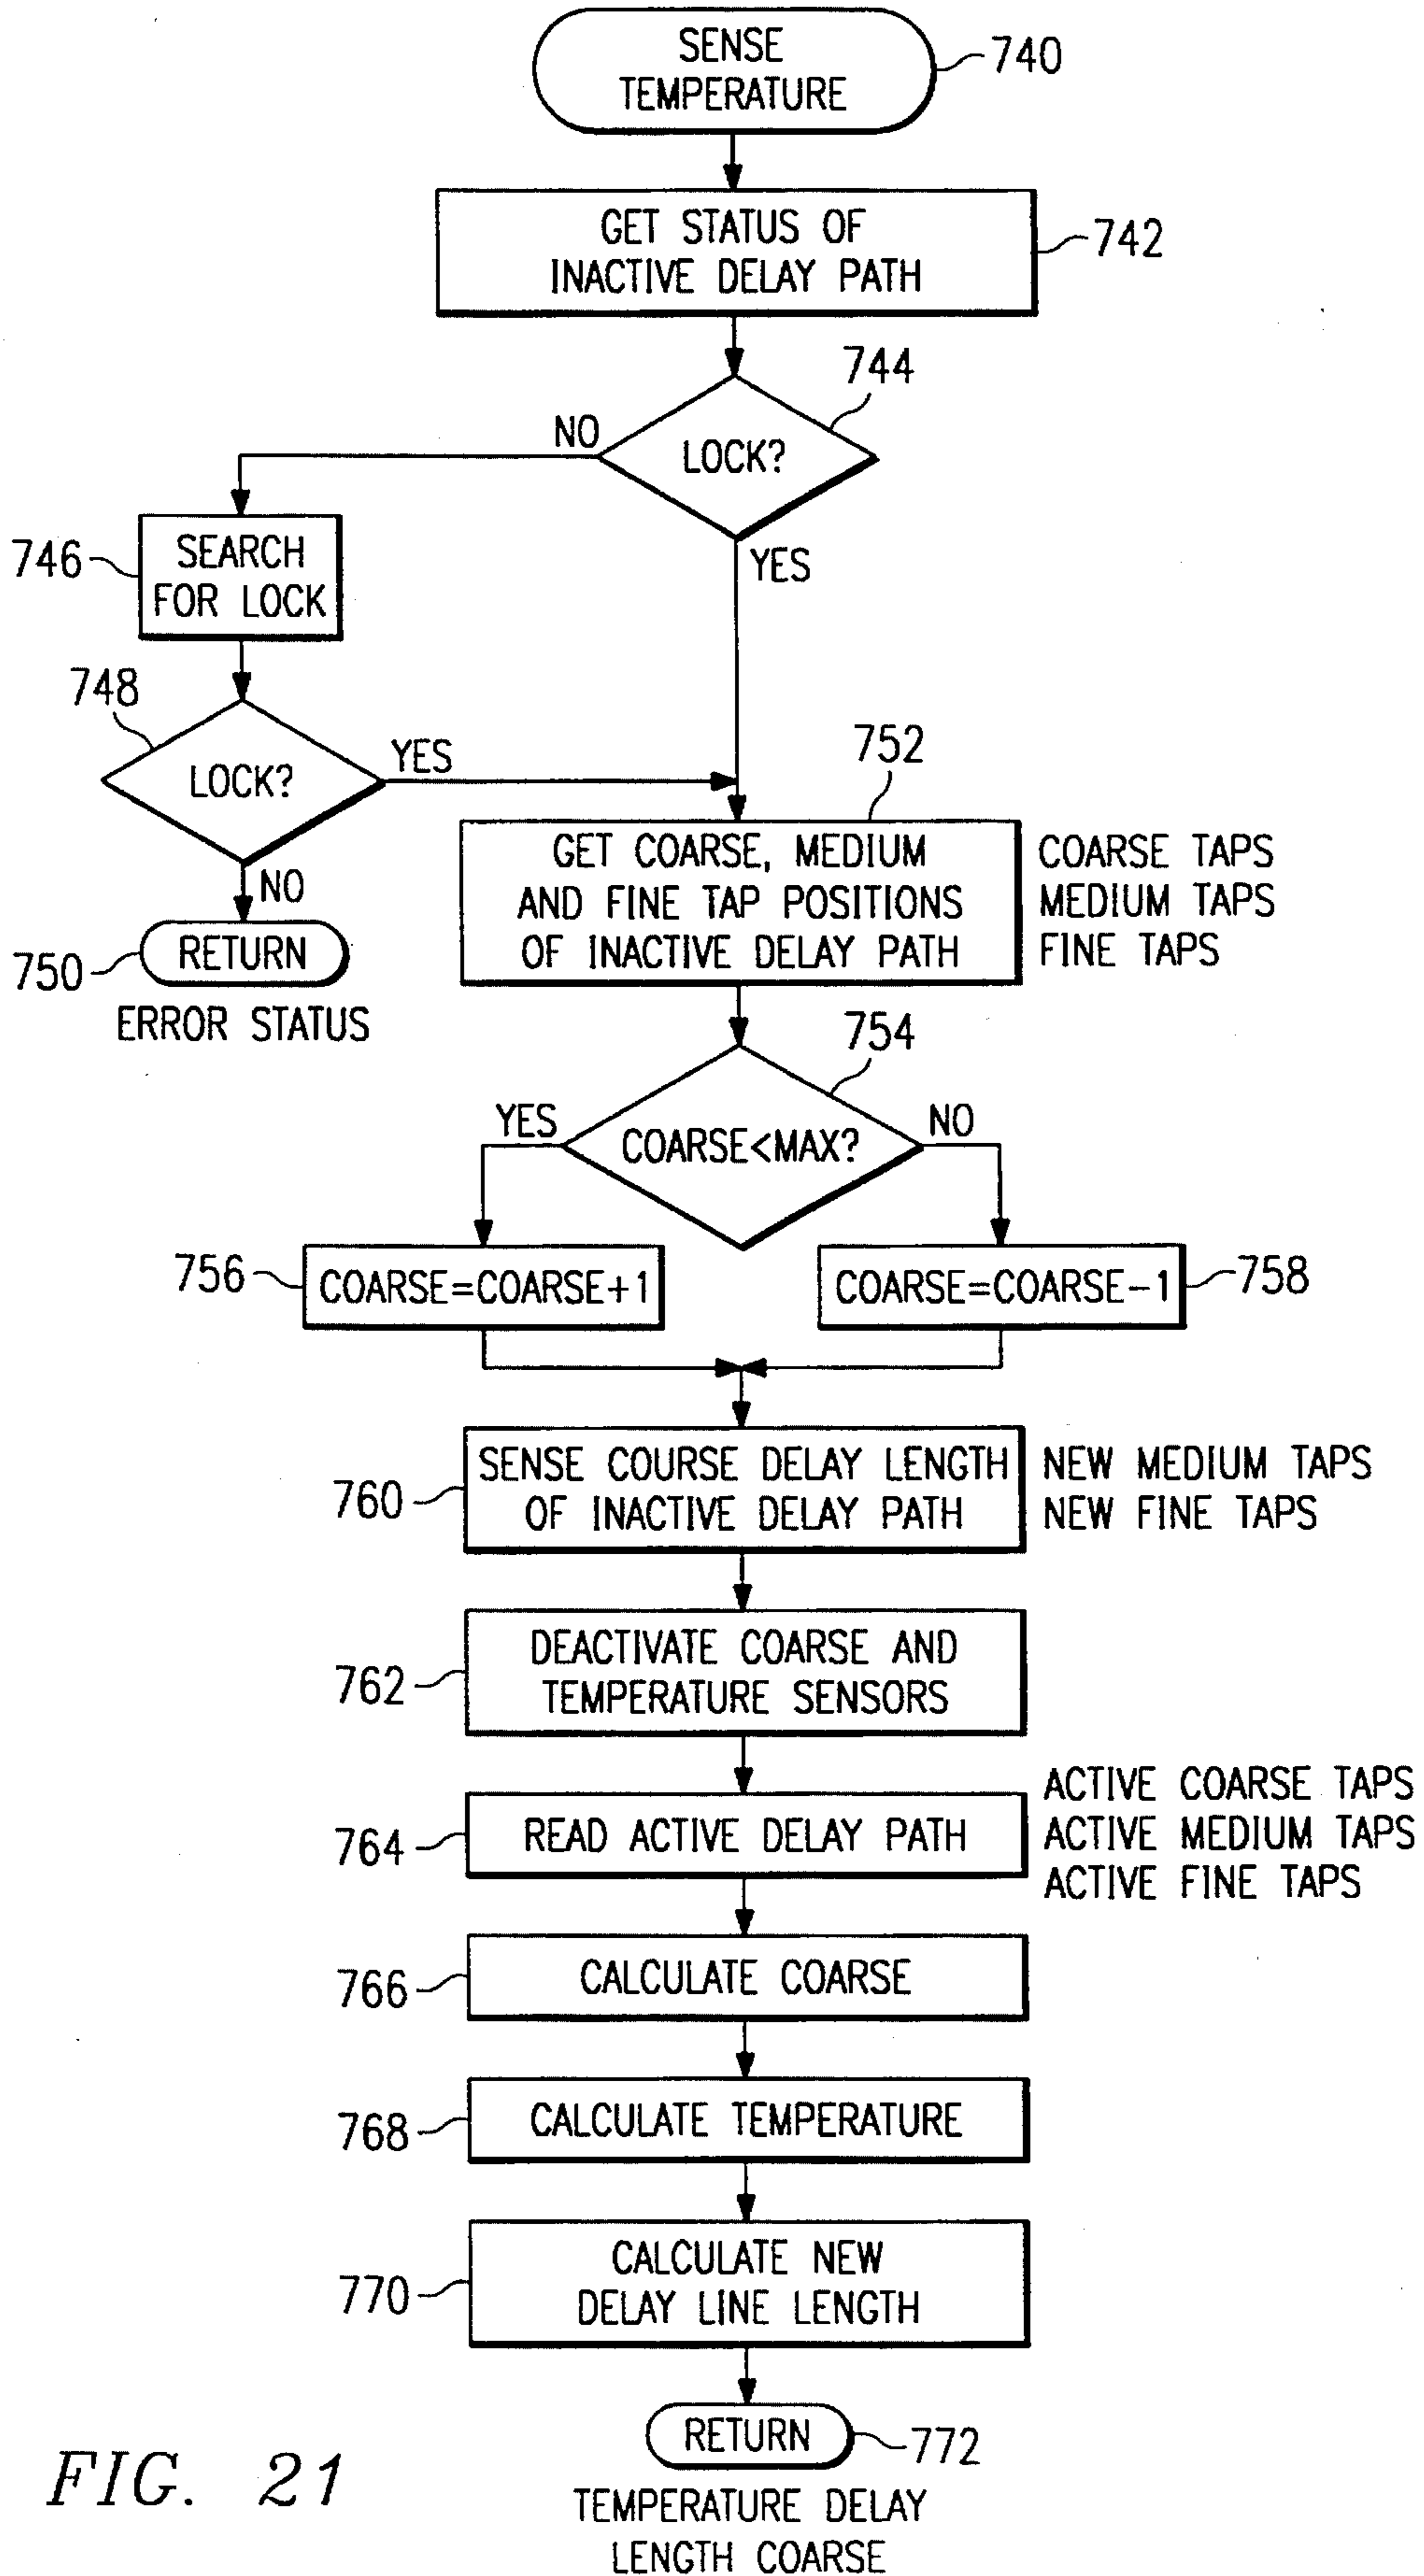 SENSE
TEMPERATURE
740
GET STATUS OF
INACTIVE DELAY PATH
742
744
LOCK?
NO
YES
746
SEARCH
FOR LOCK
748
LOCK?
YES
NO
750
RETURN
ERROR STATUS
752
GET COARSE, MEDIUM
AND FINE TAP POSITIONS
OF INACTIVE DELAY PATH
COARSE TAPS
MEDIUM TAPS
FINE TAPS
754
COARSE<MAX?
YES
NO
756
COARSE=COARSE+1
COARSE=COARSE-1
758
760
SENSE COURSE DELAY LENGTH
OF INACTIVE DELAY PATH
NEW MEDIUM TAPS
NEW FINE TAPS
762
DEACTIVATE COARSE AND
TEMPERATURE SENSORS
764
READ ACTIVE DELAY PATH
ACTIVE COARSE TAPS
ACTIVE MEDIUM TAPS
ACTIVE FINE TAPS
766
CALCULATE COARSE
768
CALCULATE TEMPERATURE
770
CALCULATE NEW
DELAY LINE LENGTH
RETURN
772
TEMPERATURE DELAY
LENGTH COARSE
FIG. 21